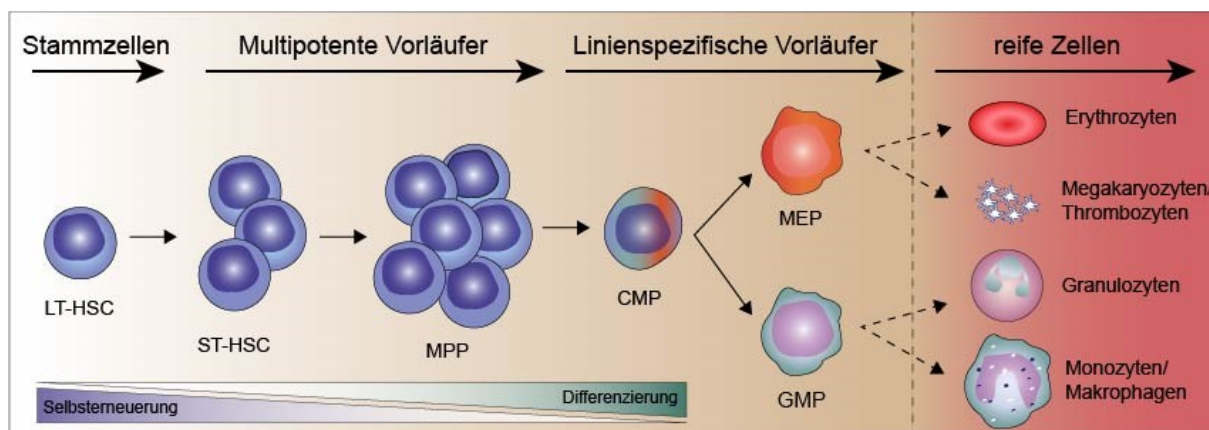 Stammzellen
Multipotente Vorläufer
Linienspezifische Vorläufer
reife Zellen
LT-HSC
ST-HSC
MPP
CMP
MEP
GMP
Erythrozyten
Megakaryozyten/
Thrombozyten
Granulozyten
Monozyten/
Makrophagen
Selbsterneuerung
Differenzierung